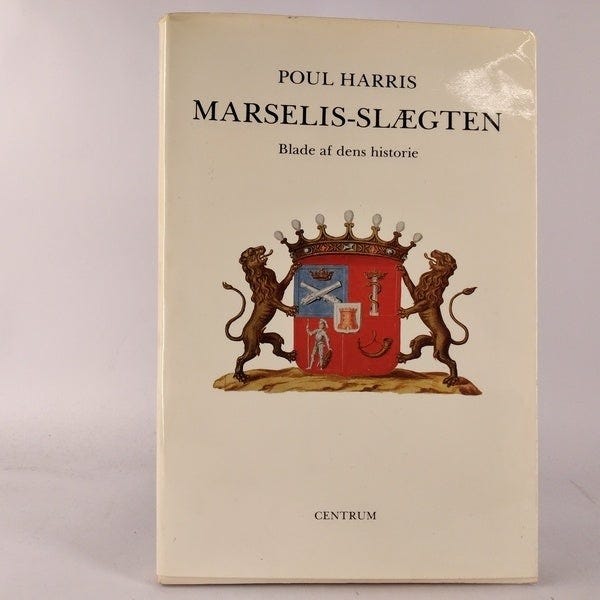 POUL HARRIS
MARSELIS-SLÆGTEN
Blade af dens historie
CENTRUM